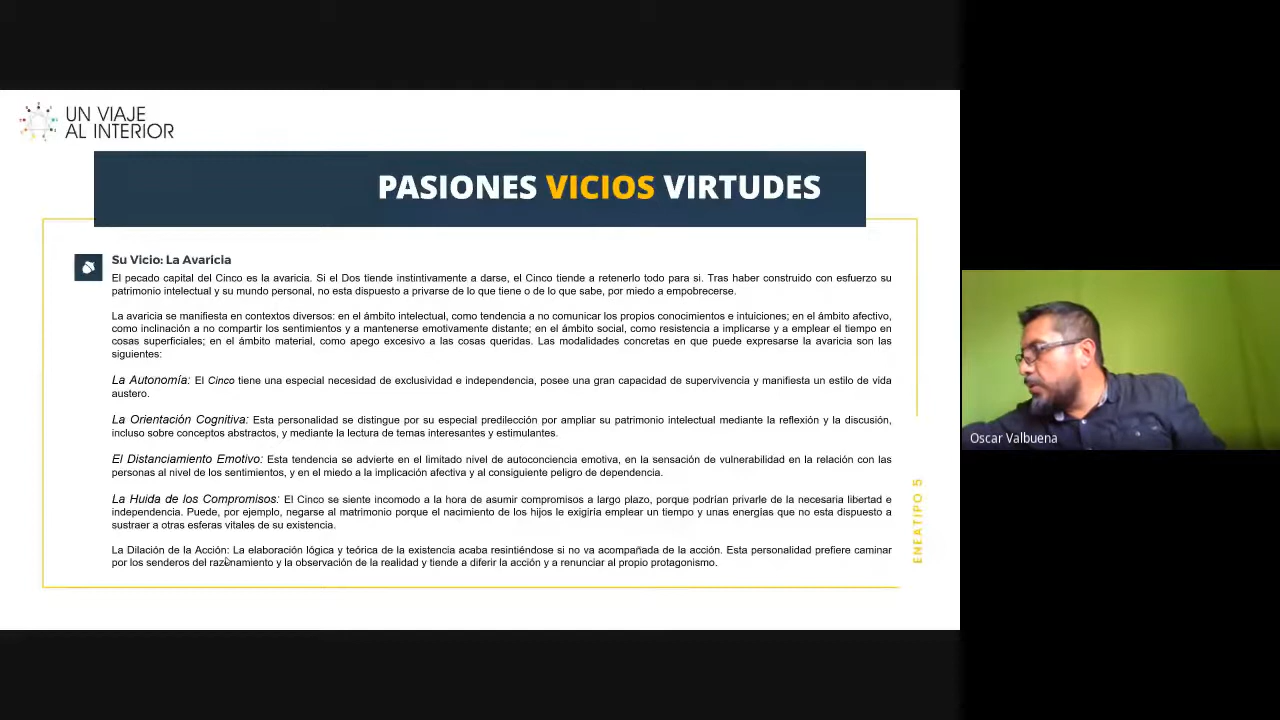 UN VIAJE
AL INTERIOR
PASIONES VICIOS VIRTUDES
Su Vicio: La Avaricia
El pecado capital del Cinco es la avaricia. Si el Dos tiende instintivamente a darse, el Cinco tiende a retenerlo todo para si. Tras haber construido con esfuerzo su
patrimonio intelectual y su mundo personal, no esta dispuesto a privarse de lo que tiene o de lo que sabe, por miedo a empobrecerse.
La avaricia se manifiesta en contextos diversos: en el ámbito intelectual, como tendencia a no comunicar los propios conocimientos e intuiciones; en el ámbito afectivo,
como inclinación a no compartir los sentimientos y a mantenerse emotivamente distante; en el ámbito social, como resistencia a implicarse y a emplear el tiempo en
cosas superficiales; en el ámbito material, como apego excesivo a las cosas queridas. Las modalidades concretas en que puede expresarse la avaricia son las
siguientes:
La Autonomía: El Cinco tiene una especial necesidad de exclusividad e independencia, posee una gran capacidad de supervivencia y manifiesta un estilo de vida
austero.
La Orientación Cognitiva: Esta personalidad se distingue por su especial predilección por ampliar su patrimonio intelectual mediante la reflexión y la discusión,
incluso sobre conceptos abstractos, y mediante la lectura de temas interesantes y estimulantes.
El Distanciamiento Emotivo: Esta tendencia se advierte en el limitado nivel de autoconciencia emotiva, en la sensación de vulnerabilidad en la relación con las
personas al nivel de los sentimientos, y en el miedo a la implicación afectiva y al consiguiente peligro de dependencia.
La Huida de los Compromisos: El Cinco se siente incomodo a la hora de asumir compromisos a largo plazo, porque podrían privarle de la necesaria libertad e
independencia. Puede, por ejemplo, negarse al matrimonio porque el nacimiento de los hijos le exigiría emplear un tiempo y unas energías que no esta dispuesto a
sustraer a otras esferas vitales de su existencia.
La Dilación de la Acción: La elaboración lógica y teórica de la existencia acaba resintiéndose si no va acompañada de la acción. Esta personalidad prefiere caminar
por los senderos del razonamiento y la observación de la realidad y tiende a diferir la acción y a renunciar al propio protagonismo.
ENEATIPO 5
Oscar Valbuena